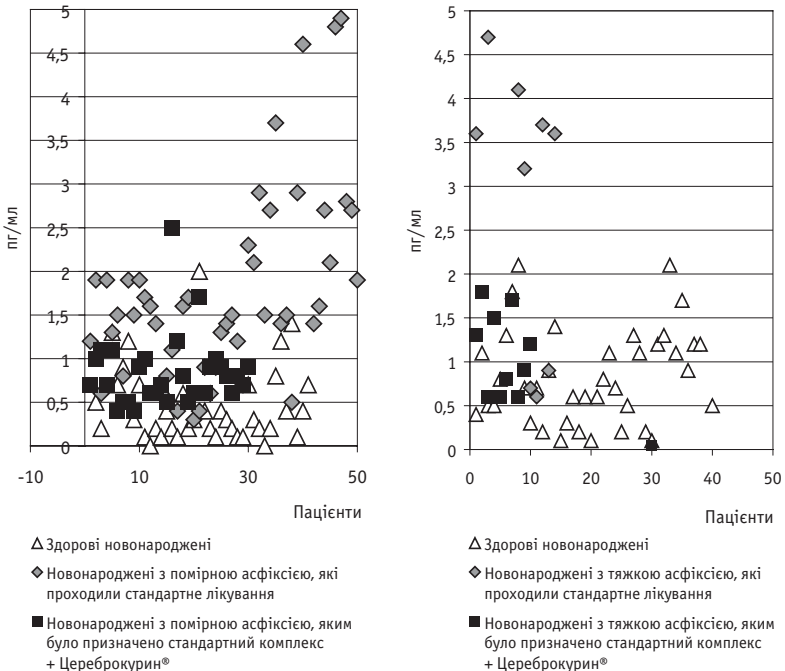 5
4,5
4
3,5
3
2,5
2
1,5
1
0,5
0
пг/мл
-10 10 30 50
Пацієнти
Здорові новонароджені
Новонароджені з помірною асфіксією, які
проходили стандартне лікування
Новонароджені з помірною асфіксією, яким
було призначено стандартний комплекс
+ Цереброкурин®
5
4,5
4
3,5
3
2,5
2
1,5
1
0,5
0
пг/мл
0 10 20 30 40 50
Пацієнти
Здорові новонароджені
Новонароджені з тяжкою асфіксією, які
проходили стандартне лікування
Новонароджені з тяжкою асфіксією, яким
було призначено стандартний комплекс
+ Цереброкурин®